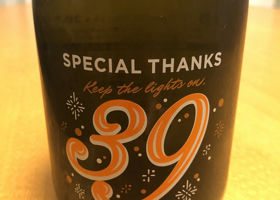 SPECIAL THANKS
Keep the lights on.
39